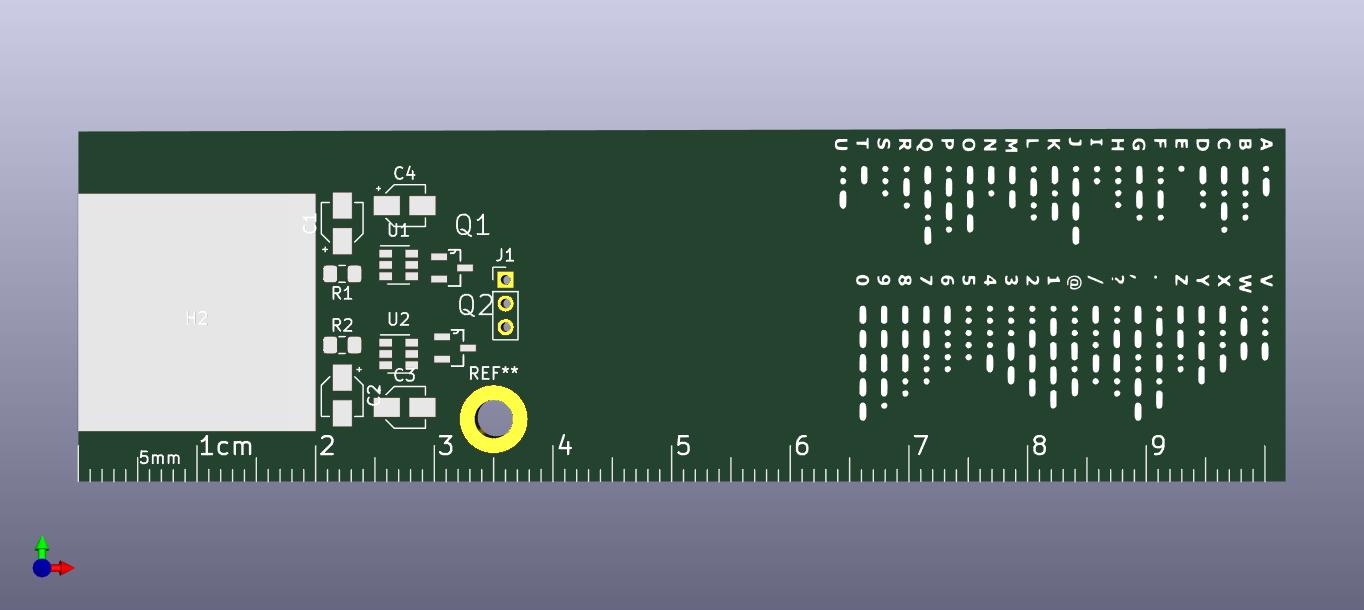 C4
C1
U1
Q1
J1
R1
H2
Q2
R2
U2
REF**
C3
C2
U T S R Q P O N M L K J I H G F E D C B A
0 9 8 7 6 5 4 3 2 1 @ / ? , . Z Y X W V
5mm 1cm 2 3 4 5 6 7 8 9